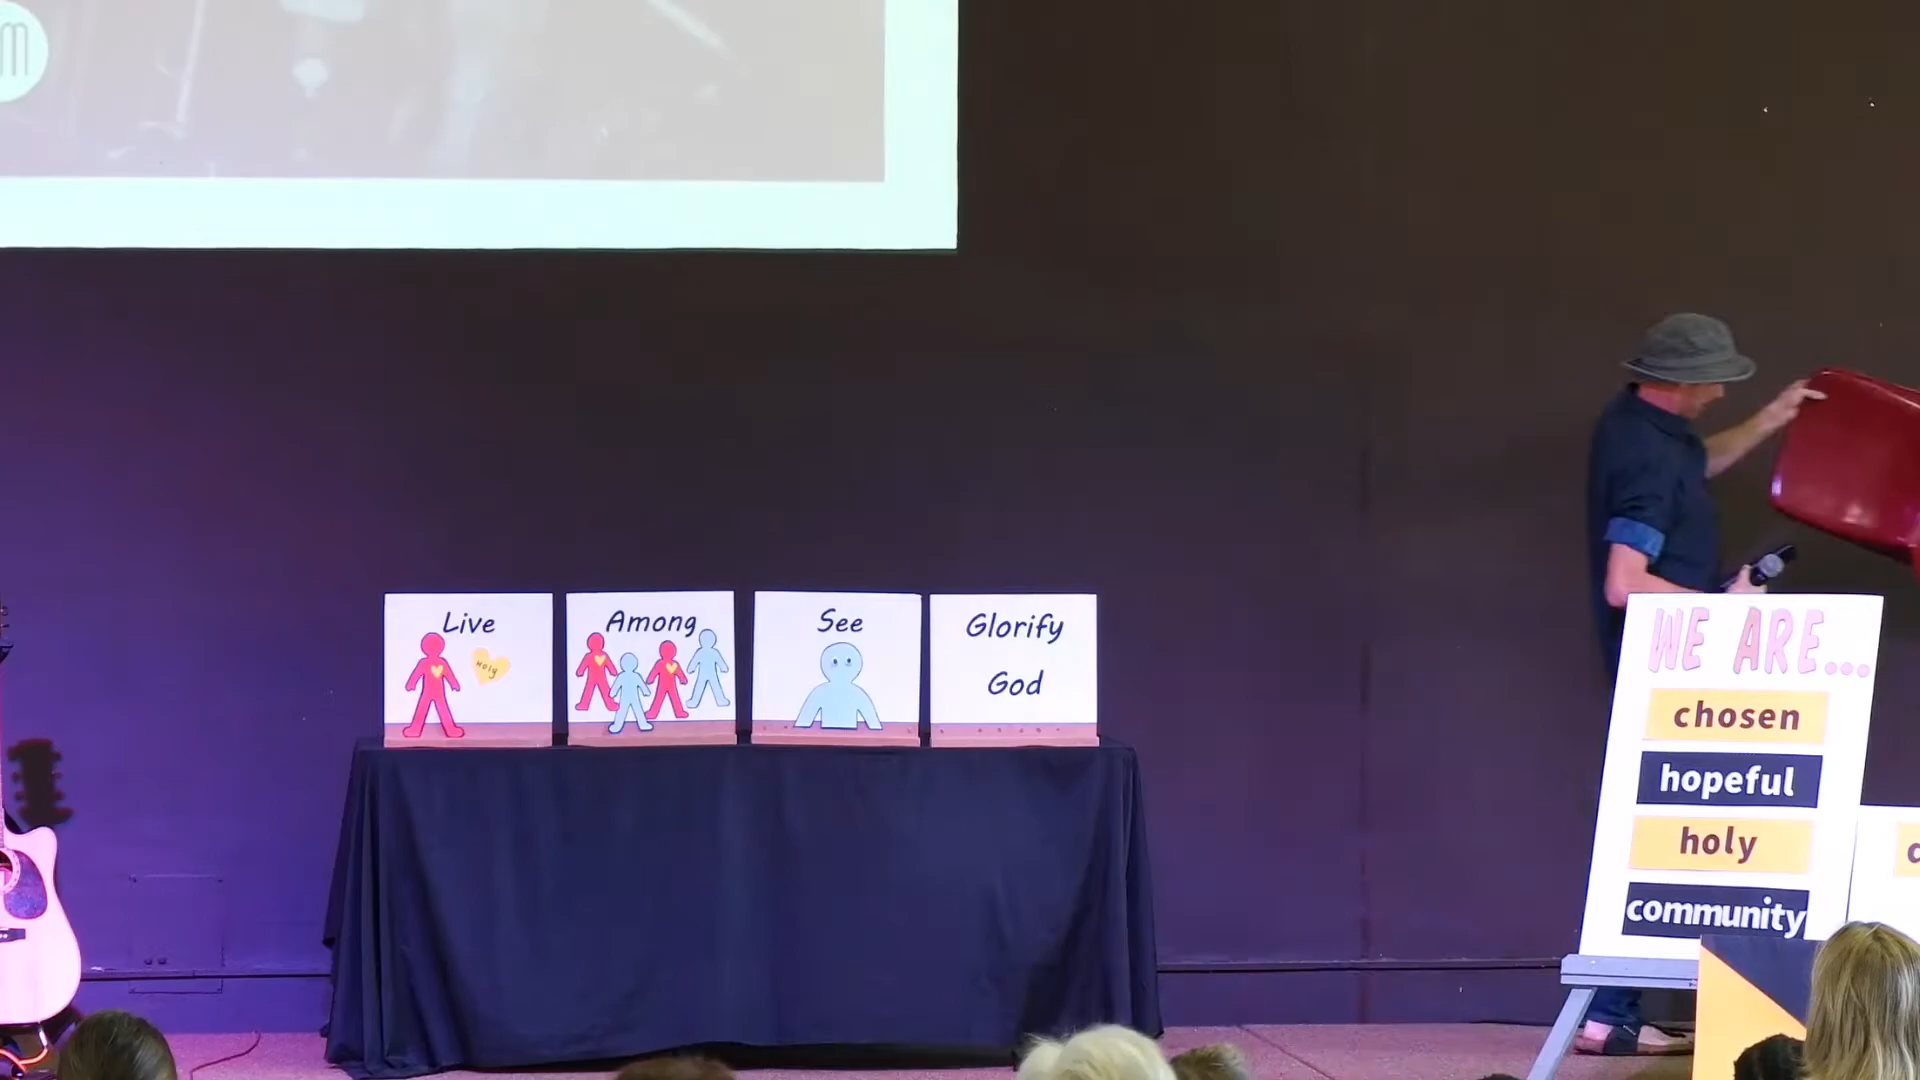 Live
Holy
Among
See
Glorify
God
WE ARE...
chosen
hopeful
holy
community